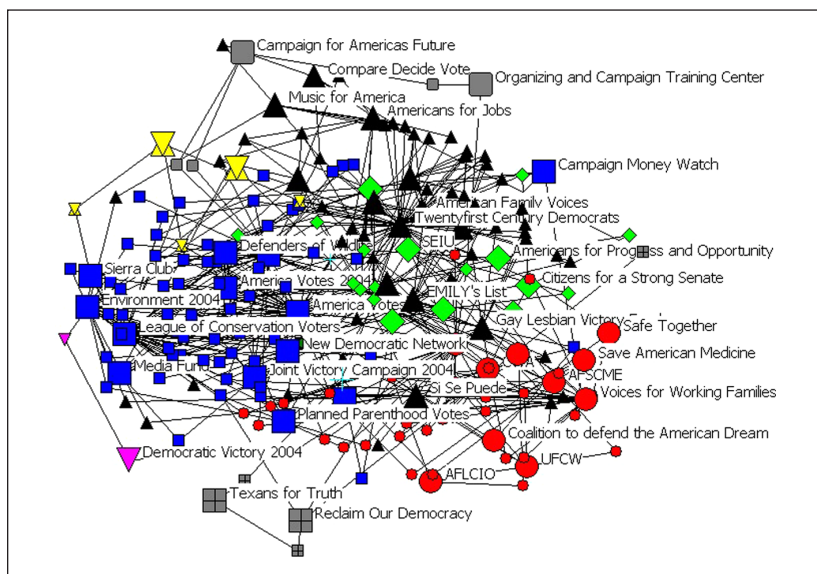 Campaign for Americas Future
Compare Decide Vote
Organizing and Campaign Training Center
Music for America
Americans for Jobs
Campaign Money Watch
American Family Voices
Twentyfirst Century Democrats
SEIU
Defenders of
Americans for Progress and Opportunity
Sierra Club
America Votes 2004
Citizens for a Strong Senate
EMILY's List
Environment 2004
America Votes
Gay Lesbian Victory
Safe Together
League of Conservation Voters
New Democratic Network
Save American Medicine
Media Fund
Joint Victory Campaign 2004
AFSCME
Si Se Puede
Voices for Working Families
Planned Parenthood Votes
Coalition to defend the American Dream
Democratic Victory 2004
UFCW
AFLCIO
Texans for Truth
Reclaim Our Democracy